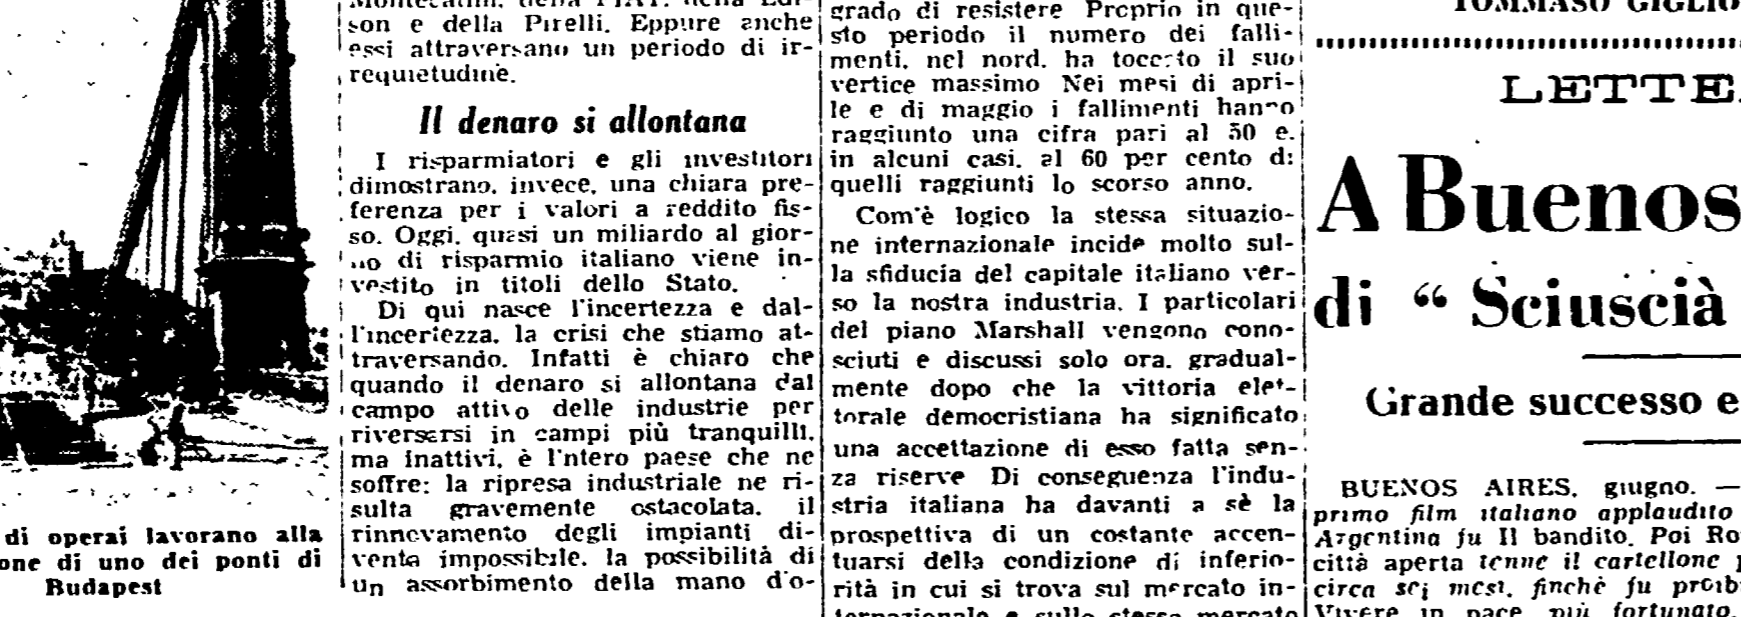 di operai lavorano alla
one di uno dei ponti di
Budapest
son e della Pirelli. Eppure anche
essi attraversano un periodo di ir-
requietudine.
Il denaro si allontana
I risparmiatori e gli investitori
dimostrano, invece, una chiara pre-
ferenza per i valori a reddito fis-
so. Oggi, quasi un miliardo al gior-
no di risparmio italiano viene in-
vestito in titoli dello Stato.
Di qui nasce l'incertezza e dal-
l'incertezza, la crisi che stiamo at-
traversando. Infatti è chiaro che
quando il denaro si allontana dal
campo attivo delle industrie per
riversarsi in campi più tranquilli,
ma inattivi, è l'ntero paese che ne
soffre: la ripresa industriale ne ri-
sulta gravemente ostacolata, il
rinnovamento degli impianti di-
venta impossibile, la possibilità di
un assorbimento della mano d'o-
grado di resistere Proprio in que-
sto periodo il numero dei falli-
menti, nel nord, ha toccato il suo
vertice massimo Nei mesi di apri-
le e di maggio i fallimenti hanno
raggiunto una cifra pari al 50 e,
in alcuni casi, al 60 per cento di
quelli raggiunti lo scorso anno.
Com'è logico la stessa situazio-
ne internazionale incide molto sul-
la sfiducia del capitale italiano ver-
so la nostra industria. I particolari
del piano Marshall vengono cono-
sciuti e discussi solo ora, gradual-
mente dopo che la vittoria elet-
torale democristiana ha significato
una accettazione di esso fatta sen-
za riserve Di conseguenza l'indu-
stria italiana ha davanti a sè la
prospettiva di un costante accen-
tuarsi della condizione di inferio-
rità in cui si trova sul mercato in-
ternazionale e sullo stesso mercato
TOMMASO GIGLIO
LETTE
A Buenos
di " Sciuscià
Grande successo e
BUENOS AIRES, giugno. —
primo film italiano applaudito
Argentina fu Il bandito. Poi Ro
città aperta tenne il cartellone
circa sei mesi, finchè fu proib
Vivere in pace, più fortunato,